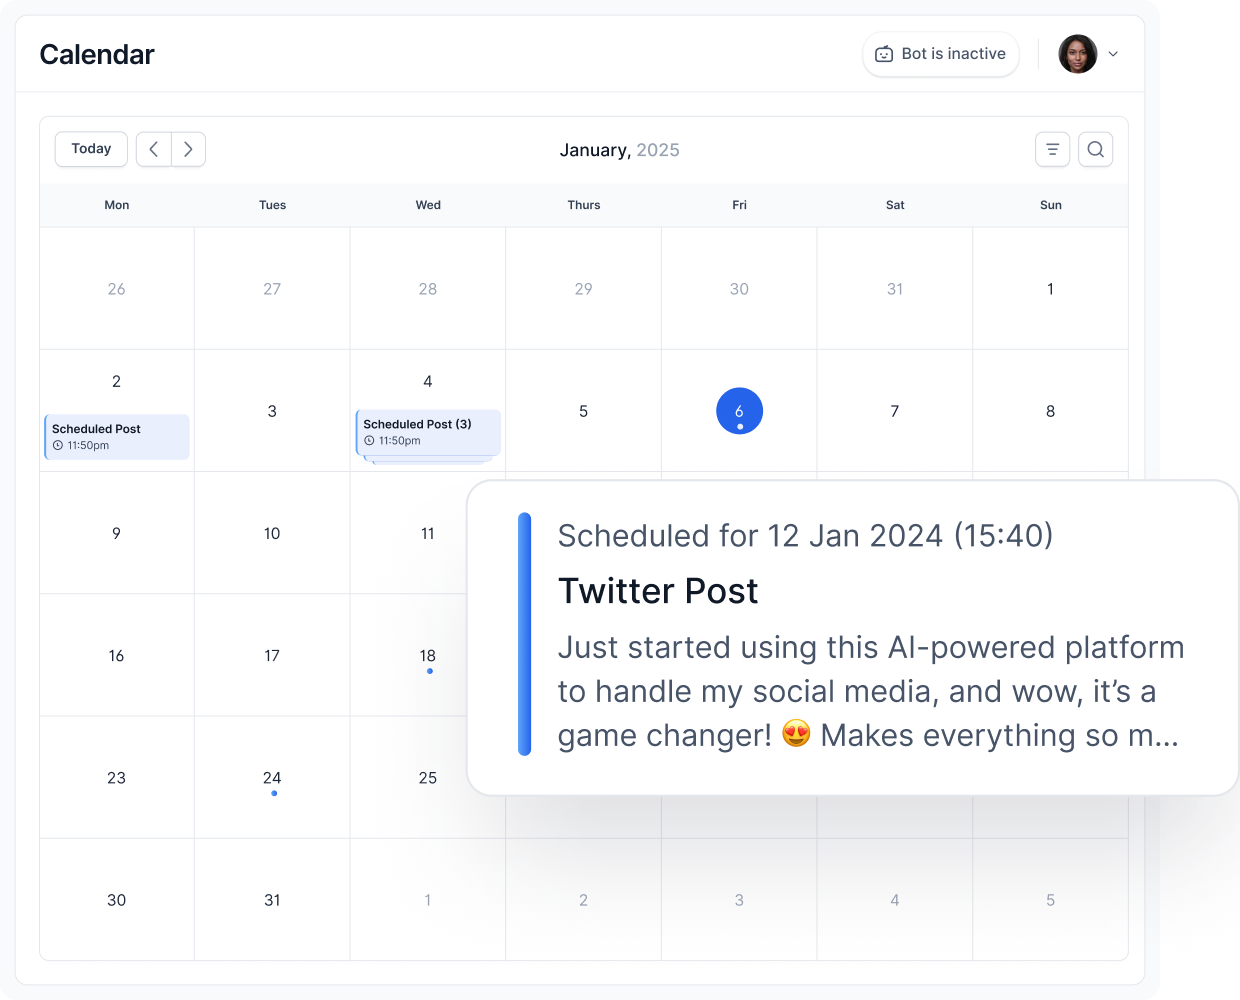 Calendar
Bot is inactive
Today
January, 2025
Mon Tues Wed Thurs Fri Sat Sun
26 27 28 29 30 31 1
2 3 4 5 6 7 8
Scheduled Post
11:50pm
Scheduled Post (3)
11:50pm
9 10 11
Scheduled for 12 Jan 2024 (15:40)
Twitter Post
Just started using this AI-powered platform
to handle my social media, and wow, it’s a
game changer! 😍 Makes everything so m...
16 17 18
23 24 25
30 31 1 2 3 4 5